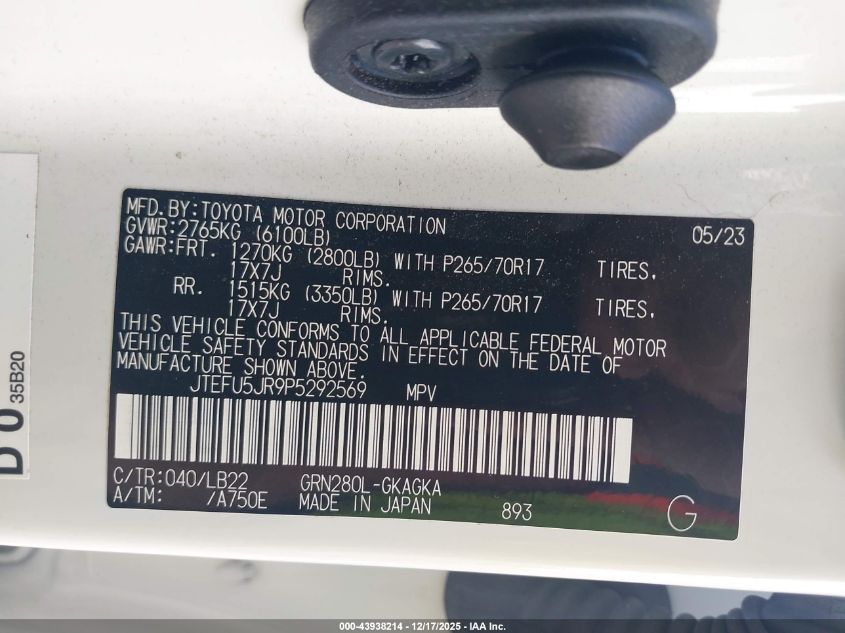 MFD.BY:TOYOTA MOTOR CORPORATION 05/23
GVWR:2765KG (6100LB)
GAWR:FRT. 1270KG (2800LB) WITH P265/70R17 TIRES,
17X7J RIMS.
RR. 1515KG (3350LB) WITH P265/70R17 TIRES,
17X7J RIMS.
THIS VEHICLE CONFORMS TO ALL APPLICABLE FEDERAL MOTOR
VEHICLE SAFETY STANDARDS IN EFFECT ON THE DATE OF
MANUFACTURE SHOWN ABOVE.
JTEFU5JR9P5292569 MPV
C/TR:040/LB22 GRN280L-GKAGKA
A/TM: /A750E MADE IN JAPAN 893 G
35B20
000-43938214 - 12/17/2025 - IAA Inc.